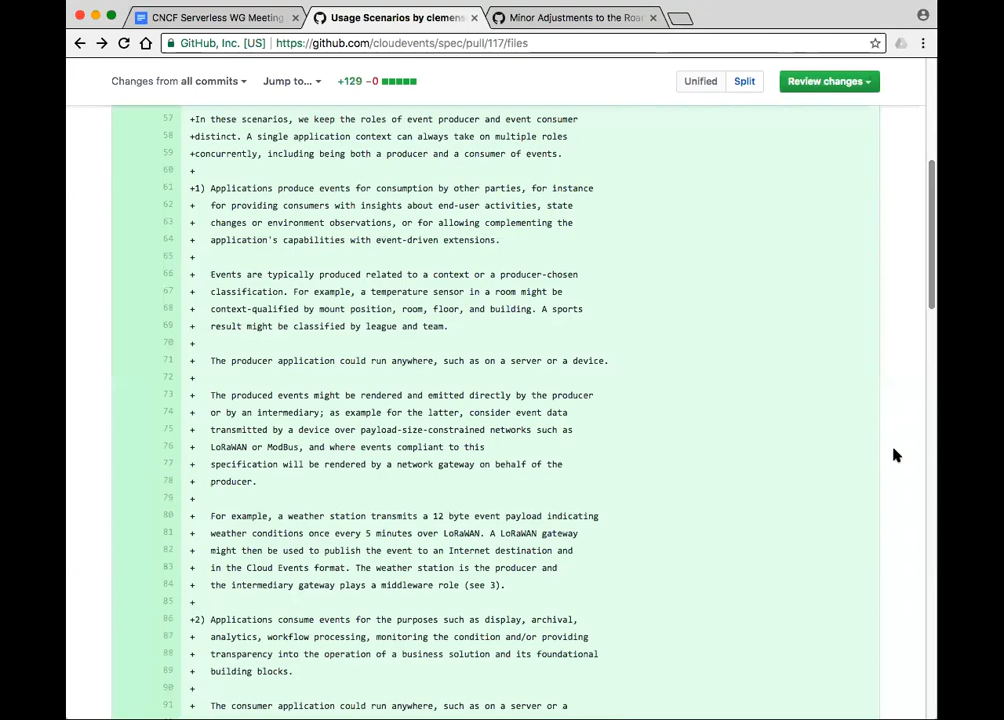 CNCF Serverless WG Meeting
Usage Scenarios by clemens
Minor Adjustments to the Roa
GitHub, Inc. [US] https://github.com/cloudevents/spec/pull/117/files
Changes from all commits Jump to... +129 −0 Unified Split Review changes
57 +In these scenarios, we keep the roles of event producer and event consumer
58 +distinct. A single application context can always take on multiple roles
59 +concurrently, including being both a producer and a consumer of events.
60 +
61 +1) Applications produce events for consumption by other parties, for instance
62 + for providing consumers with insights about end-user activities, state
63 + changes or environment observations, or for allowing complementing the
64 + application's capabilities with event-driven extensions.
65 +
66 + Events are typically produced related to a context or a producer-chosen
67 + classification. For example, a temperature sensor in a room might be
68 + context-qualified by mount position, room, floor, and building. A sports
69 + result might be classified by league and team.
70 +
71 + The producer application could run anywhere, such as on a server or a device.
72 +
73 + The produced events might be rendered and emitted directly by the producer
74 + or by an intermediary; as example for the latter, consider event data
75 + transmitted by a device over payload-size-constrained networks such as
76 + LoRaWAN or ModBus, and where events compliant to this
77 + specification will be rendered by a network gateway on behalf of the
78 + producer.
79 +
80 + For example, a weather station transmits a 12 byte event payload indicating
81 + weather conditions once every 5 minutes over LoRaWAN. A LoRaWAN gateway
82 + might then be used to publish the event to an Internet destination and
83 + in the Cloud Events format. The weather station is the producer and
84 + the intermediary gateway plays a middleware role (see 3).
85 +
86 +2) Applications consume events for the purposes such as display, archival,
87 + analytics, workflow processing, monitoring the condition and/or providing
88 + transparency into the operation of a business solution and its foundational
89 + building blocks.
90 +
91 + The consumer application could run anywhere, such as on a server or a